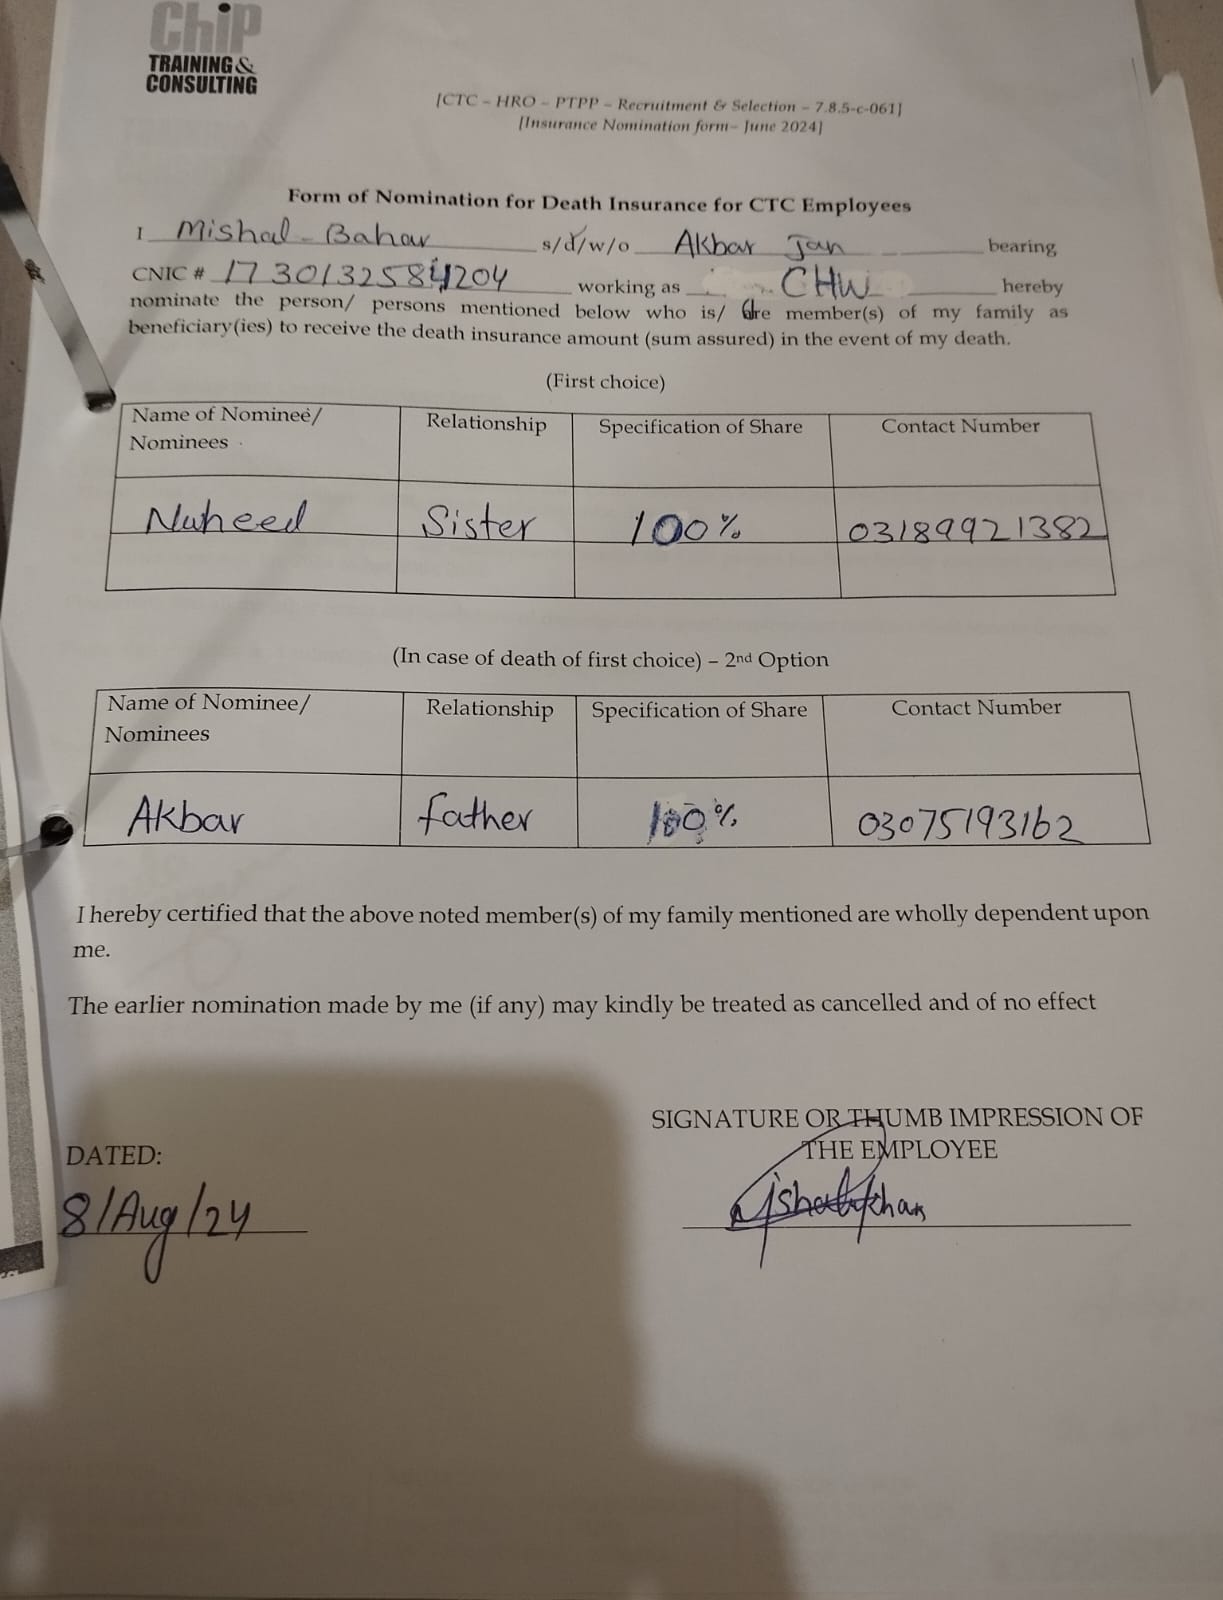 ChiP
TRAINING &
CONSULTING
[CTC – HRO – PTPP – Recruitment & Selection – 7.8.5-c-061]
[Insurance Nomination form– June 2024]
Form of Nomination for Death Insurance for CTC Employees
I Mishal Bahar s/d/w/o Akbar Jan bearing
CNIC # working as CHW hereby
nominate the person/ persons mentioned below who is/ are member(s) of my family as
beneficiary(ies) to receive the death insurance amount (sum assured) in the event of my death.
(First choice)
Name of Nominee/ Relationship Specification of Share Contact Number
Nominees
Naheed Sister 100% 03189921382
(In case of death of first choice) – 2nd Option
Name of Nominee/ Relationship Specification of Share Contact Number
Nominees
Akbar father 100% 03075193162
I hereby certified that the above noted member(s) of my family mentioned are wholly dependent upon
me.
The earlier nomination made by me (if any) may kindly be treated as cancelled and of no effect
SIGNATURE OR THUMB IMPRESSION OF
THE EMPLOYEE
DATED:
8/Aug/24